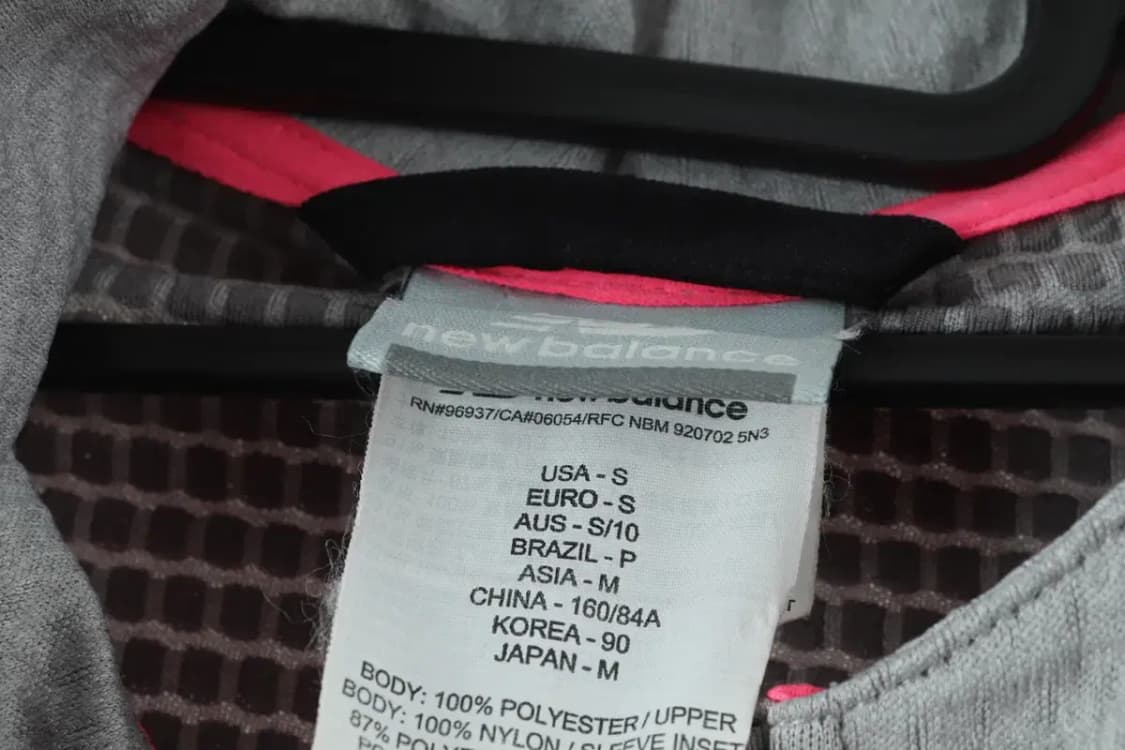 new balance
new balance
RN#96937/CA#06054/RFC NBM 920702 5N3
USA - S
EURO - S
AUS - S/10
BRAZIL - P
ASIA - M
CHINA - 160/84A
KOREA - 90
JAPAN - M
BODY: 100% POLYESTER / UPPER
BODY: 100% NYLON / SLEEVE INSET
87%